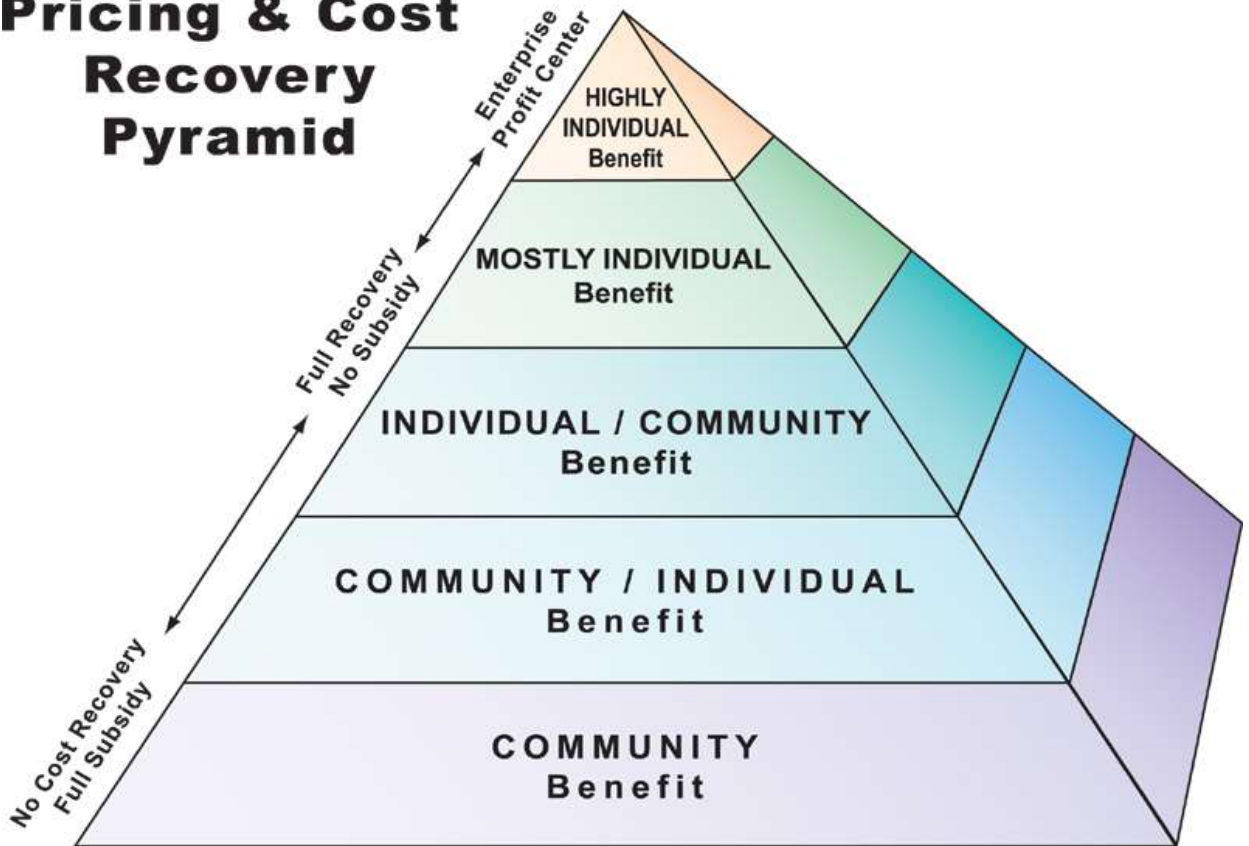 Pricing & Cost
Recovery
Pyramid
Enterprise
Profit Center
HIGHLY
INDIVIDUAL
Benefit
MOSTLY INDIVIDUAL
Benefit
Full Recovery
No Subsidy
INDIVIDUAL / COMMUNITY
Benefit
COMMUNITY / INDIVIDUAL
Benefit
No Cost Recovery
Full Subsidy
COMMUNITY
Benefit